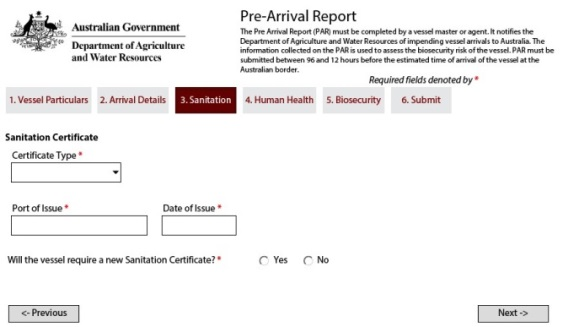 Australian Government
Department of Agriculture
and Water Resources
Pre-Arrival Report
The Pre Arrival Report (PAR) must be completed by a vessel master or agent. It notifies the
Department of Agriculture and Water Resources of impending vessel arrivals to Australia. The
information collected on the PAR is used to assess the biosecurity risk of the vessel. PAR must be
submitted between 96 and 12 hours before the estimated time of arrival of the vessel at the
Australian border.
Required fields denoted by *
1. Vessel Particulars 2. Arrival Details 3. Sanitation 4. Human Health 5. Biosecurity 6. Submit
Sanitation Certificate
Certificate Type *
Port of Issue * Date of Issue *
Will the vessel require a new Sanitation Certificate? * Yes No
<- Previous Next ->